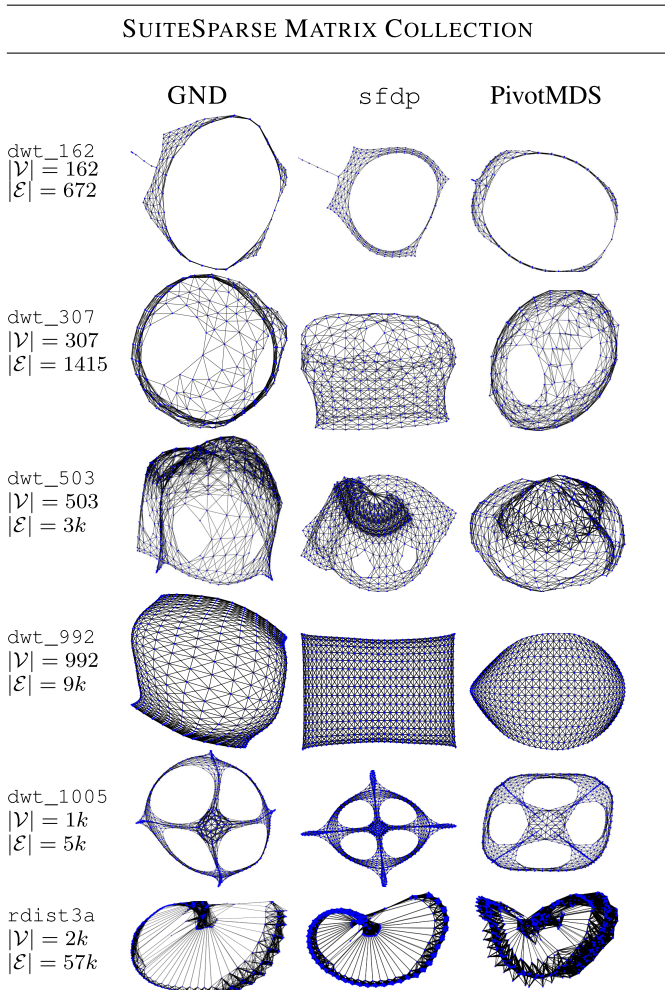 SUITESPARSE MATRIX COLLECTION
GND sfdp PivotMDS
dwt_162
|𝒱| = 162
|ℰ| = 672
dwt_307
|𝒱| = 307
|ℰ| = 1415
dwt_503
|𝒱| = 503
|ℰ| = 3k
dwt_992
|𝒱| = 992
|ℰ| = 9k
dwt_1005
|𝒱| = 1k
|ℰ| = 5k
rdist3a
|𝒱| = 2k
|ℰ| = 57k